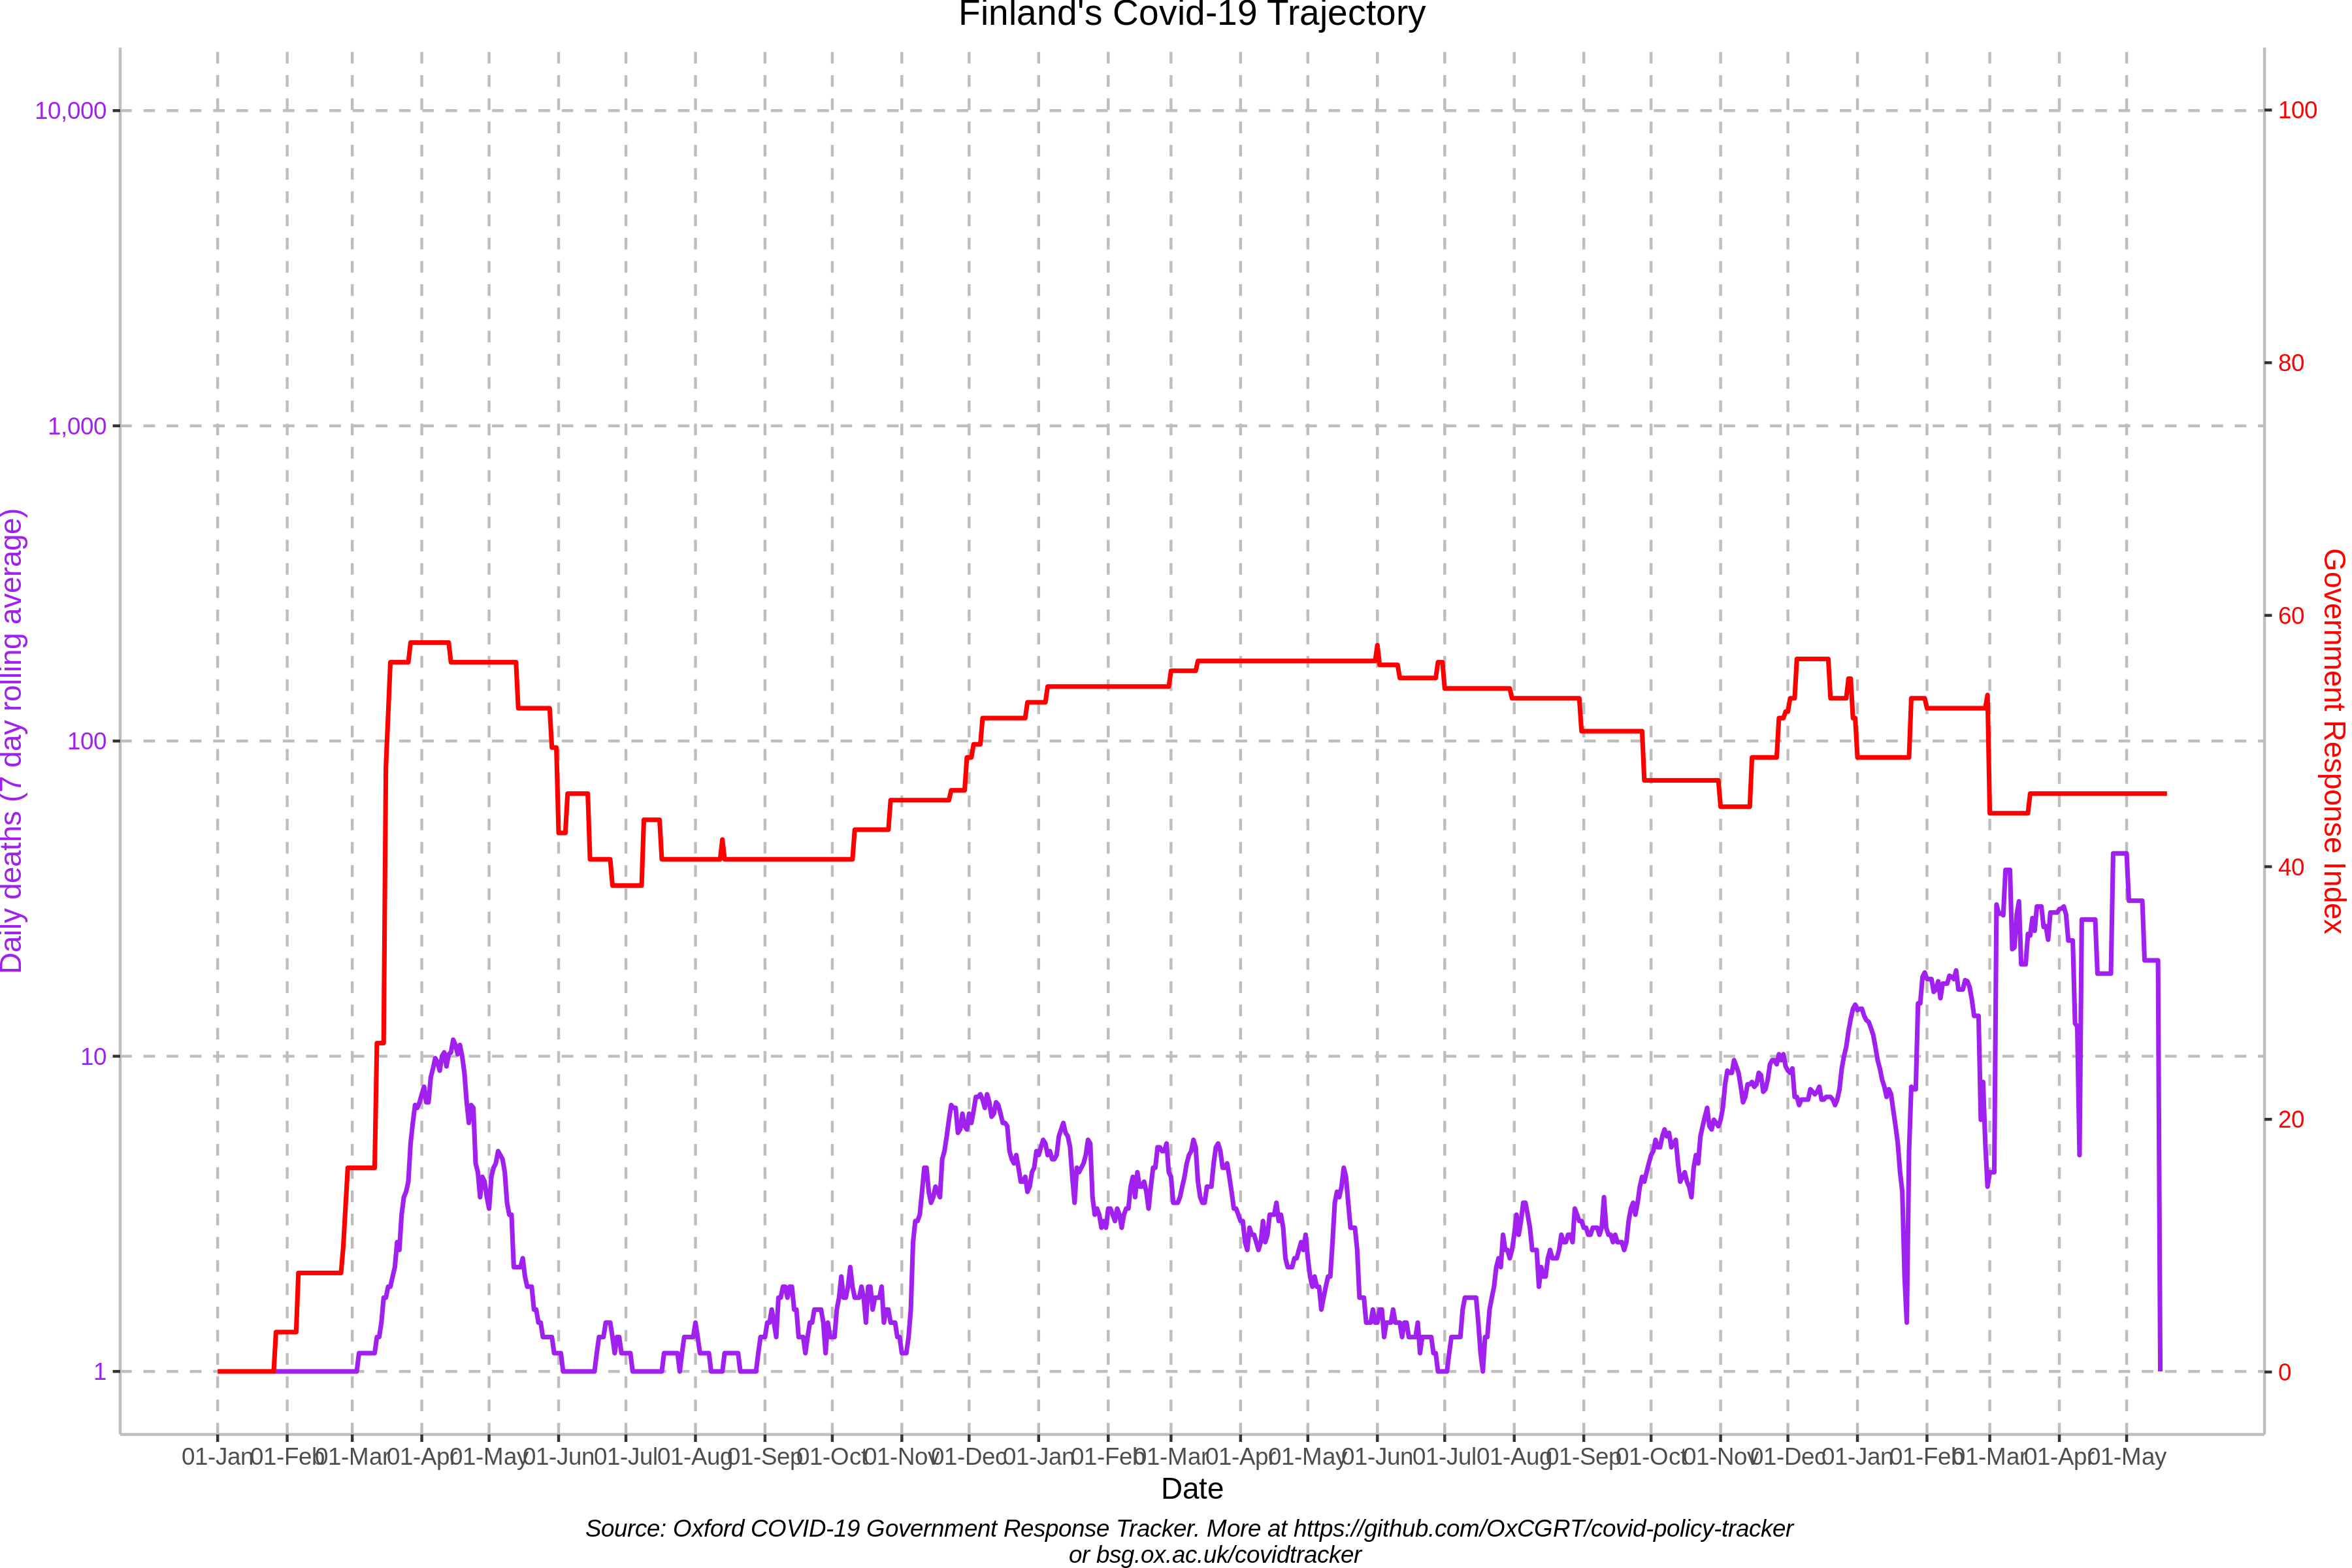 Finland's Covid-19 Trajectory
10,000
1,000
100
10
1
Daily deaths (7 day rolling average)
100
80
60
40
20
0
Government Response Index
01-Jan 01-Feb 01-Mar 01-Apr 01-May 01-Jun 01-Jul 01-Aug 01-Sep 01-Oct 01-Nov 01-Dec 01-Jan 01-Feb 01-Mar 01-Apr 01-May 01-Jun 01-Jul 01-Aug 01-Sep 01-Oct 01-Nov 01-Dec 01-Jan 01-Feb 01-Mar 01-Apr 01-May
Date
Source: Oxford COVID-19 Government Response Tracker. More at https://github.com/OxCGRT/covid-policy-tracker
or bsg.ox.ac.uk/covidtracker